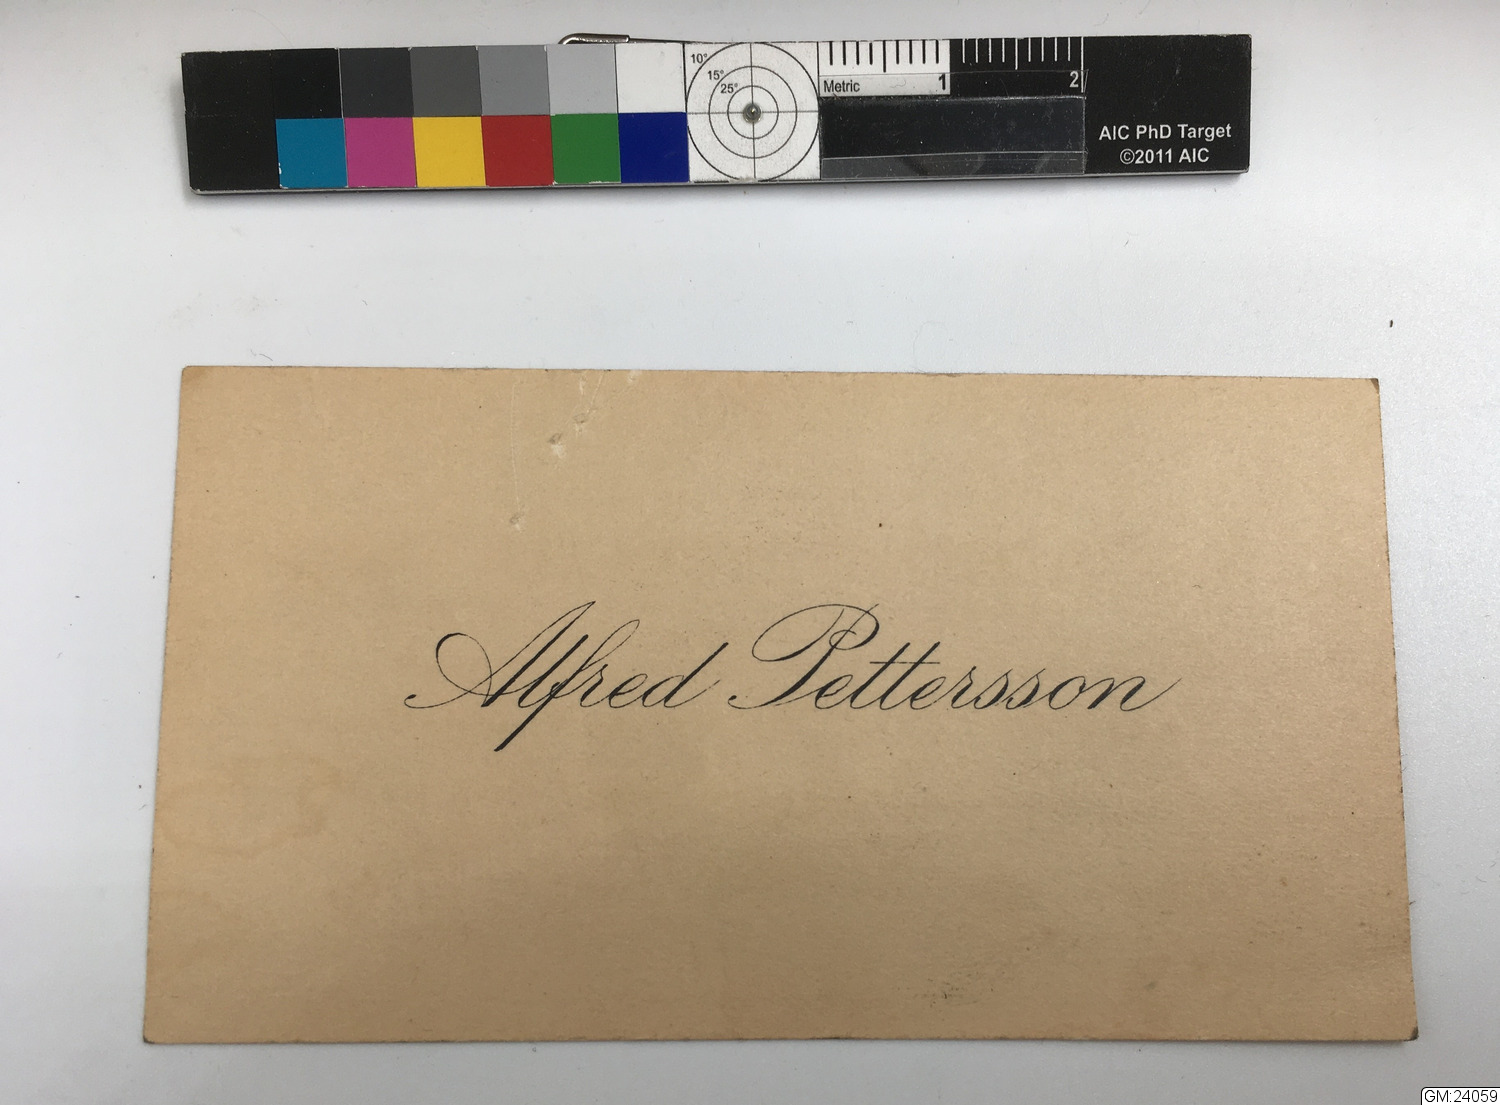 10° 15° 25°
Metric 1 2
AIC PhD Target
©2011 AIC
Alfred Pettersson
GM:24059